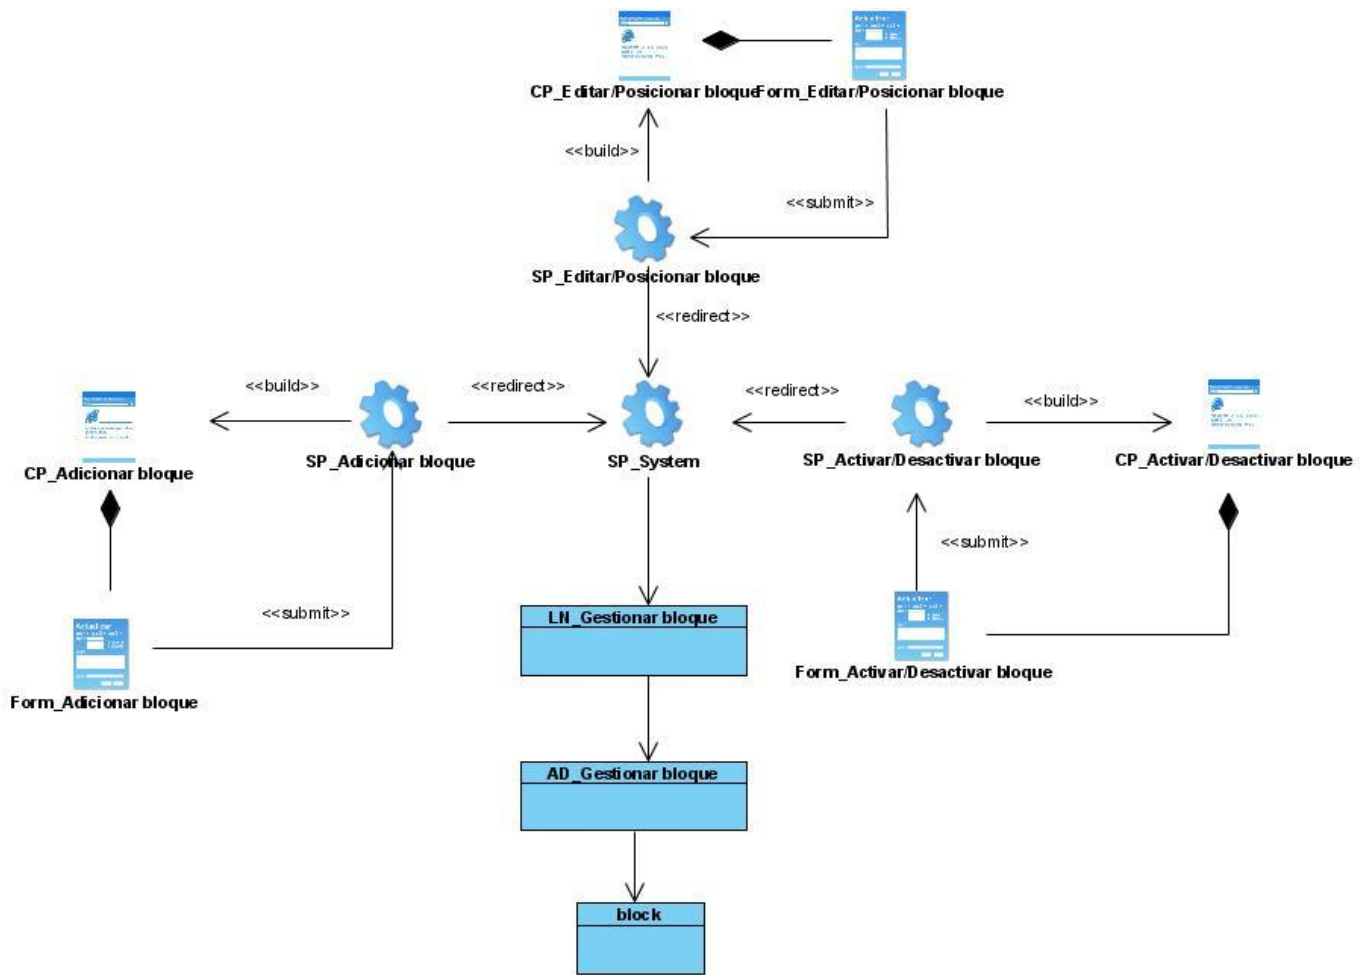 CP_Editar/Posicionar bloque
Form_Editar/Posicionar bloque
<<build>>
<<submit>>
SP_Editar/Posicionar bloque
<<redirect>>
<<build>>
<<redirect>>
<<redirect>>
<<build>>
CP_Adicionar bloque
SP_Adicionar bloque
SP_System
SP_Activar/Desactivar bloque
CP_Activar/Desactivar bloque
<<submit>>
<<submit>>
LN_Gestionar bloque
Actualizar
Form_Activar/Desactivar bloque
Form_Adicionar bloque
AD_Gestionar bloque
block